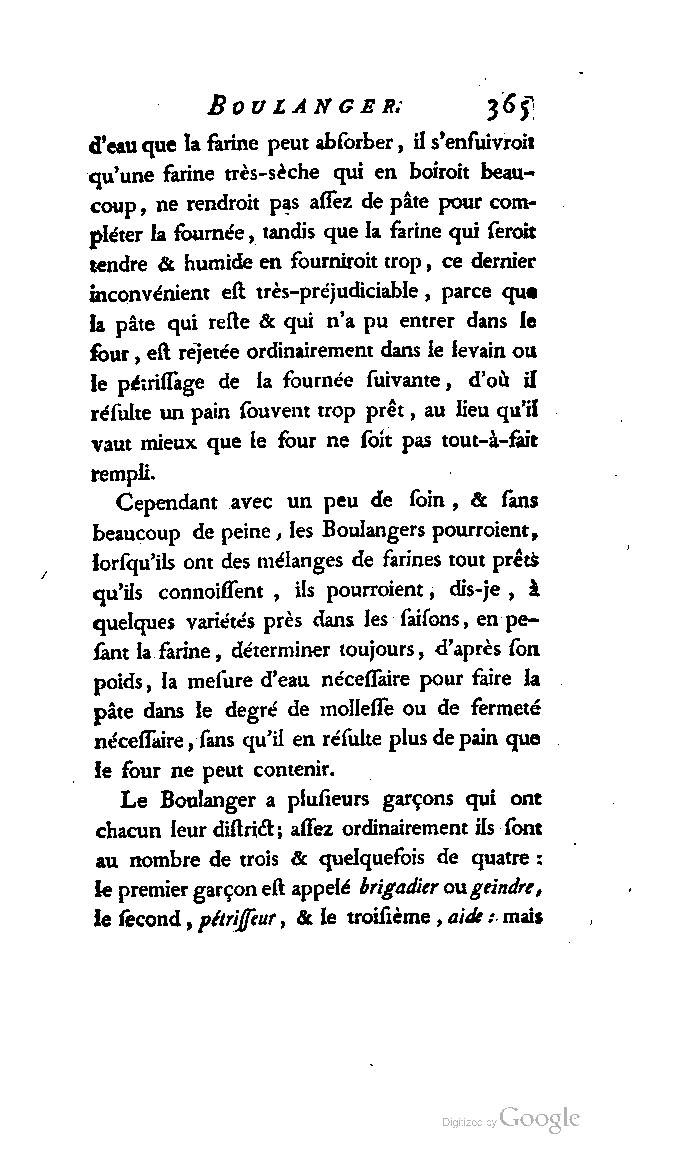 BOULANGER. 365
d'eau que la farine peut abſorber, il s'enſuivroit
qu'une farine très-sèche qui en boiroit beau-
coup, ne rendroit pas aſſez de pâte pour com-
pléter la fournée, tandis que la farine qui ſeroit
tendre & humide en fourniroit trop, ce dernier
inconvénient eſt très-préjudiciable, parce que
la pâte qui reſte & qui n'a pu entrer dans le
four, eſt rejetée ordinairement dans le levain ou
le pétriſſage de la fournée ſuivante, d'où il
réſulte un pain ſouvent trop prêt, au lieu qu'il
vaut mieux que le four ne ſoit pas tout-à-fait
rempli.
Cependant avec un peu de ſoin, & ſans
beaucoup de peine, les Boulangers pourroient,
lorſqu'ils ont des mélanges de farines tout prêts
qu'ils connoiſſent, ils pourroient, dis-je, à
quelques variétés près dans les ſaiſons, en pe-
ſant la farine, déterminer toujours, d'après ſon
poids, la meſure d'eau néceſſaire pour faire la
pâte dans le degré de molleſſe ou de fermeté
néceſſaire, ſans qu'il en réſulte plus de pain que
le four ne peut contenir.
Le Boulanger a pluſieurs garçons qui ont
chacun leur diſtrict; aſſez ordinairement ils ſont
au nombre de trois & quelquefois de quatre :
le premier garçon eſt appelé brigadier ou geindre,
le ſecond, pétriſſeur, & le troiſième, aide : mais
Digitized by Google